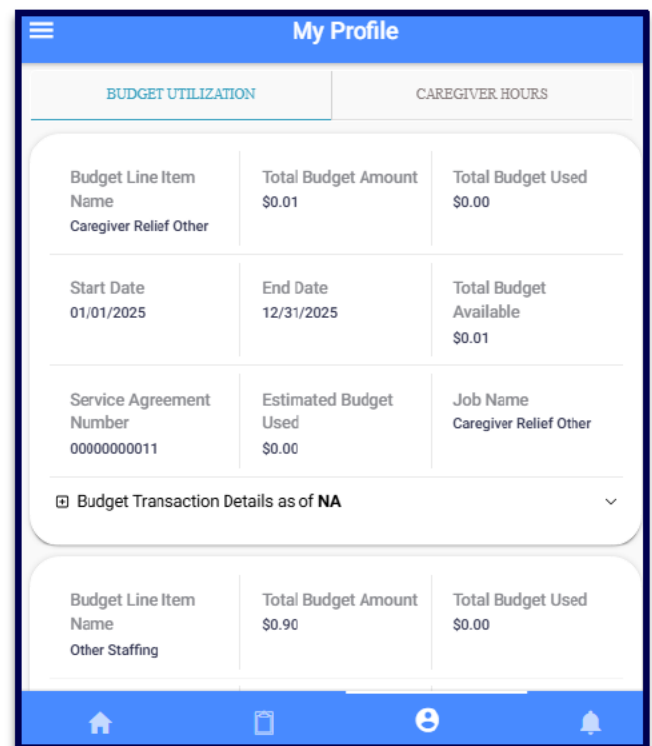 My Profile
BUDGET UTILIZATION
CAREGIVER HOURS
Budget Line Item
Name
Caregiver Relief Other
Total Budget Amount
$0.01
Total Budget Used
$0.00
Start Date
01/01/2025
End Date
12/31/2025
Total Budget
Available
$0.01
Service Agreement
Number
00000000011
Estimated Budget
Used
$0.00
Job Name
Caregiver Relief Other
Budget Transaction Details as of NA
Budget Line Item
Name
Other Staffing
Total Budget Amount
$0.90
Total Budget Used
$0.00